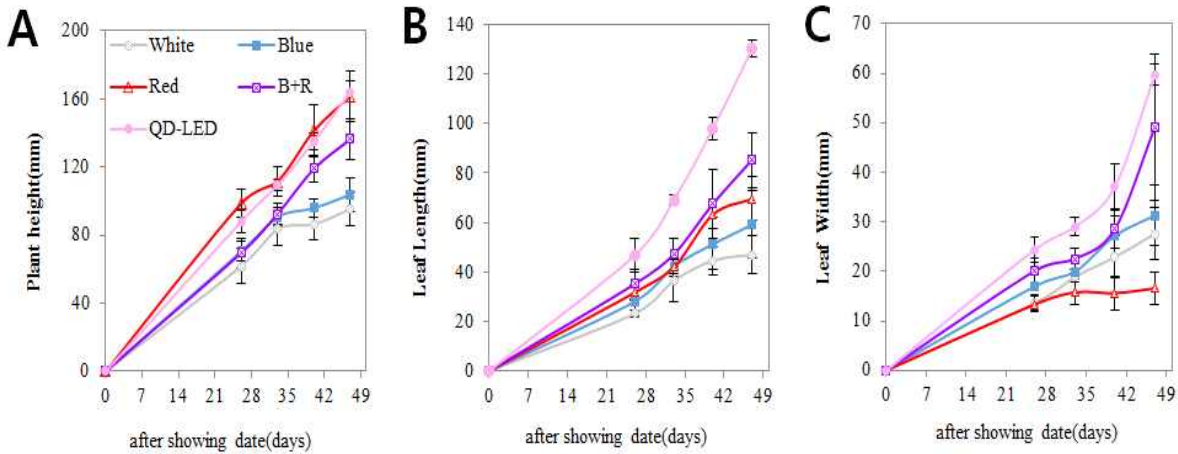 A
Plant height(mm)
200
160
120
80
40
0
White
Blue
Red
B+R
QD-LED
0 7 14 21 28 35 42 49
after showing date(days)
B
Leaf Length(mm)
140
120
100
80
60
40
20
0
0 7 14 21 28 35 42 49
after showing date(days)
C
Leaf Width(mm)
70
60
50
40
30
20
10
0
0 7 14 21 28 35 42 49
after showing date(days)